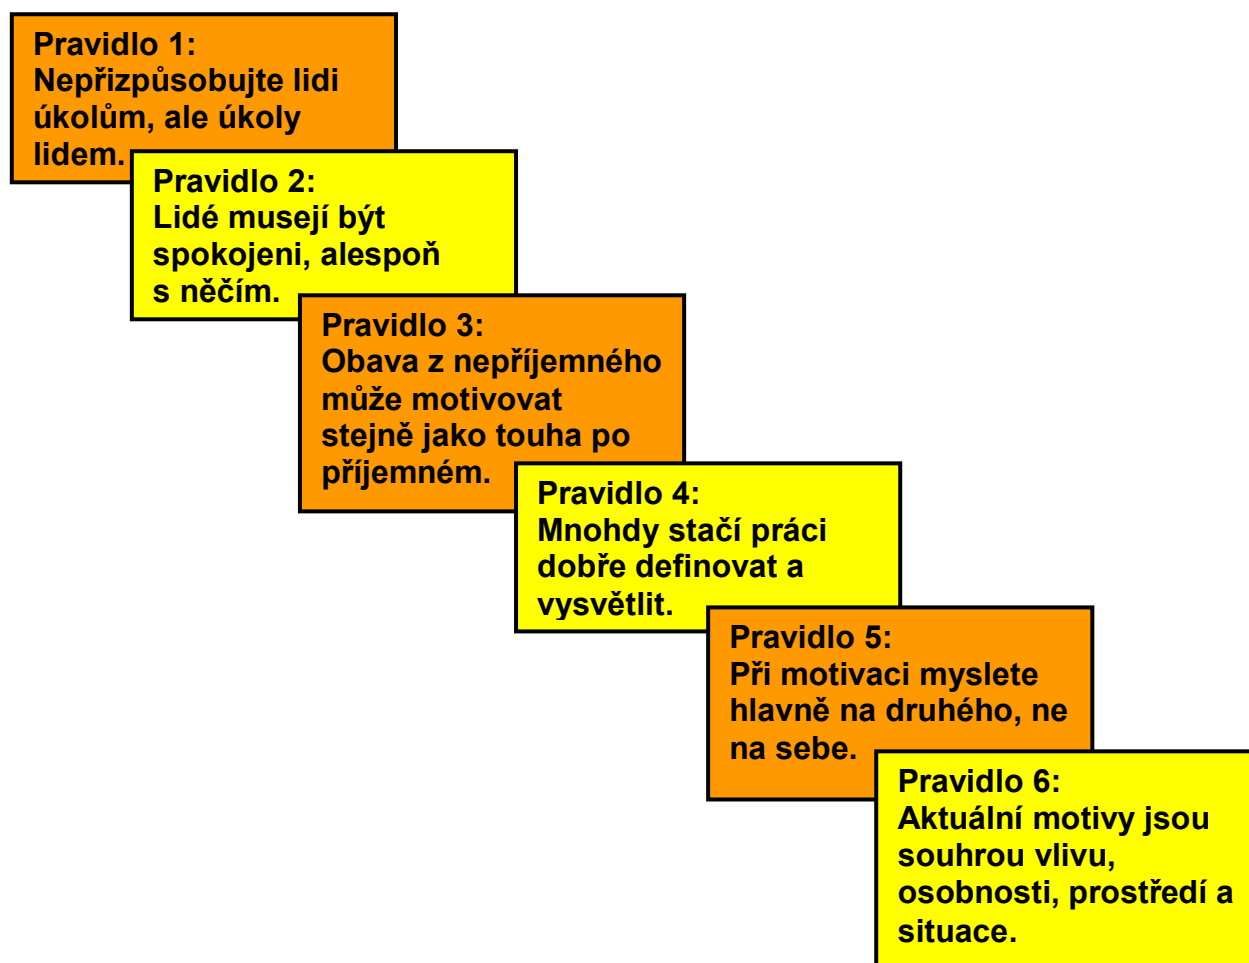 Pravidlo 1:
Nepřizpůsobujte lidi
úkolům, ale úkoly
lidem.
Pravidlo 2:
Lidé musejí být
spokojeni, alespoň
s něčím.
Pravidlo 3:
Obava z nepříjemného
může motivovat
stejně jako touha po
příjemném.
Pravidlo 4:
Mnohdy stačí práci
dobře definovat a
vysvětlit.
Pravidlo 5:
Při motivaci myslete
hlavně na druhého, ne
na sebe.
Pravidlo 6:
Aktuální motivy jsou
souhrou vlivu,
osobnosti, prostředí a
situace.